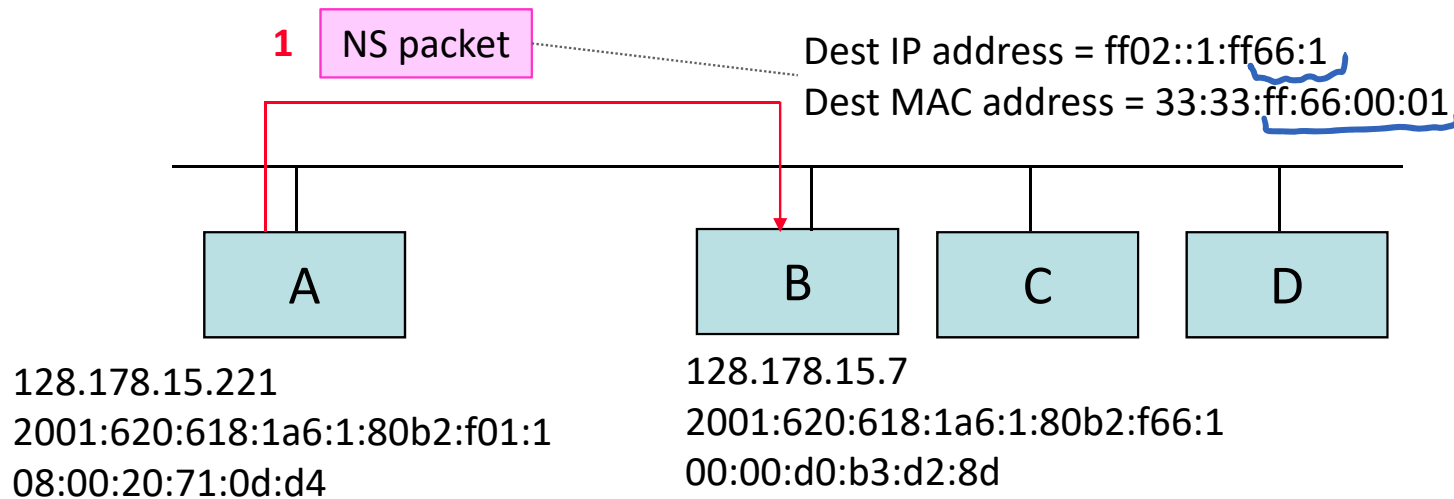 1 NS packet
Dest IP address = ff02::1:ff66:1
Dest MAC address = 33:33:ff:66:00:01
A
B
C
D
128.178.15.221
2001:620:618:1a6:1:80b2:f01:1
08:00:20:71:0d:d4
128.178.15.7
2001:620:618:1a6:1:80b2:f66:1
00:00:d0:b3:d2:8d